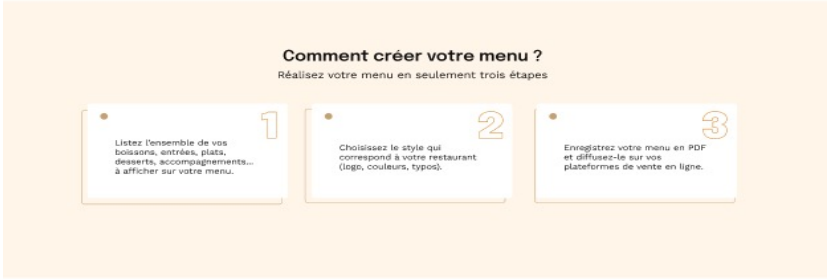 Comment créer votre menu ?
Réalisez votre menu en seulement trois étapes
1
Listez l'ensemble de vos
boissons, entrées, plats,
desserts, accompagnements...
à afficher sur votre menu.
2
Choisissez le style qui
correspond à votre restaurant
(logo, couleurs, typos).
3
Enregistrez votre menu en PDF
et diffusez-le sur vos
plateformes de vente en ligne.